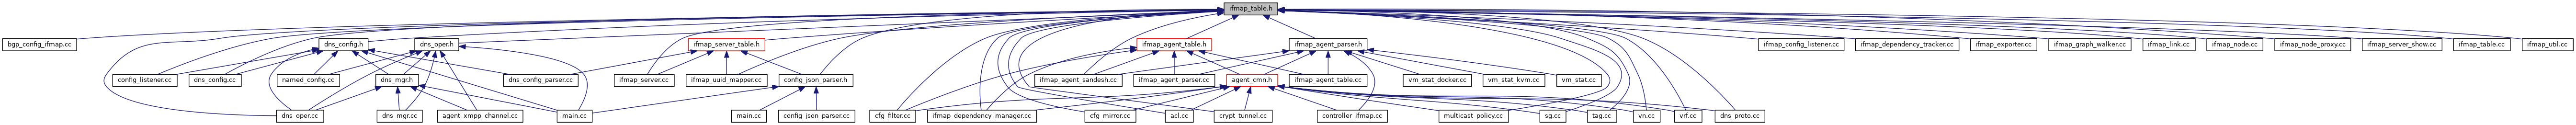 ifmap_table.h
bgp_config_ifmap.cc
dns_config.h
dns_oper.h
ifmap_server_table.h
ifmap_agent_table.h
ifmap_agent_parser.h
ifmap_config_listener.cc
ifmap_dependency_tracker.cc
ifmap_exporter.cc
ifmap_graph_walker.cc
ifmap_link.cc
ifmap_node.cc
ifmap_node_proxy.cc
ifmap_server_show.cc
ifmap_table.cc
ifmap_util.cc
config_listener.cc
dns_config.cc
named_config.cc
dns_mgr.h
dns_config_parser.cc
ifmap_server.cc
ifmap_uuid_mapper.cc
config_json_parser.h
ifmap_agent_sandesh.cc
ifmap_agent_parser.cc
agent_cmn.h
ifmap_agent_table.cc
vm_stat_docker.cc
vm_stat_kvm.cc
vm_stat.cc
dns_oper.cc
dns_mgr.cc
agent_xmpp_channel.cc
main.cc
main.cc
config_json_parser.cc
cfg_filter.cc
ifmap_dependency_manager.cc
cfg_mirror.cc
acl.cc
crypt_tunnel.cc
controller_ifmap.cc
multicast_policy.cc
sg.cc
tag.cc
vn.cc
vrf.cc
dns_proto.cc